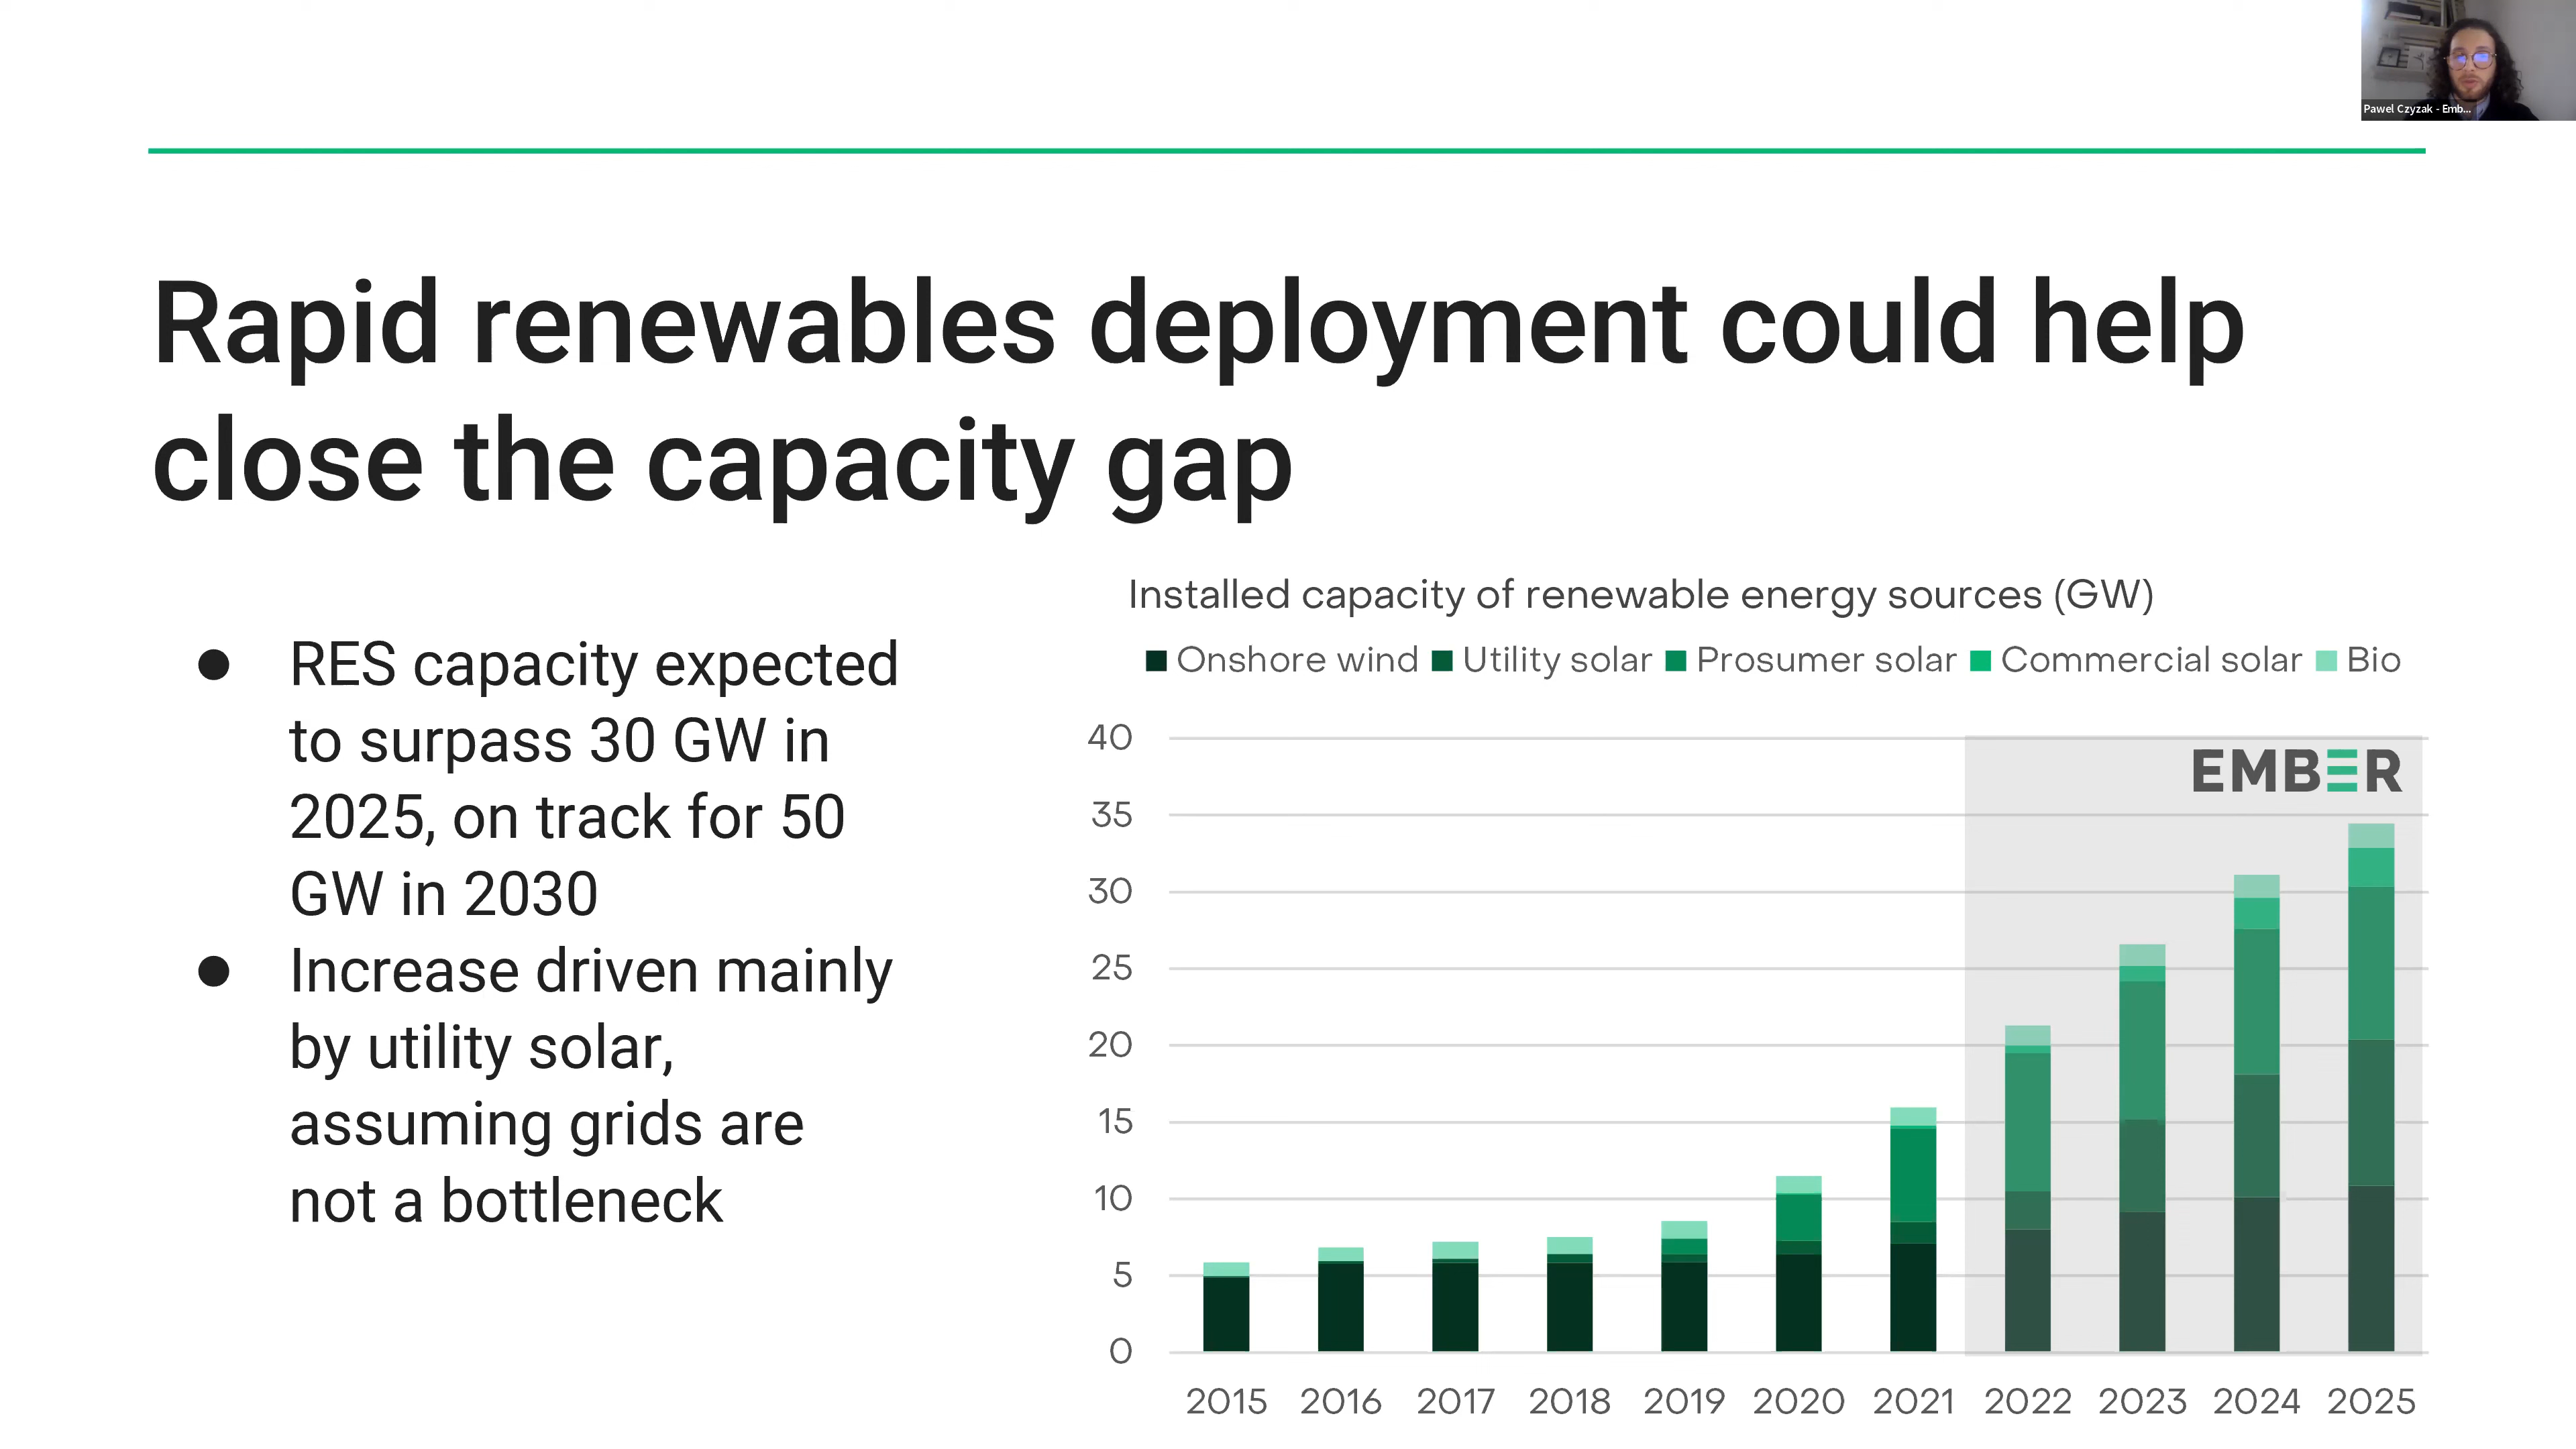 Pawel Czyzak - Emb...
Rapid renewables deployment could help
close the capacity gap
● RES capacity expected
to surpass 30 GW in
2025, on track for 50
GW in 2030
● Increase driven mainly
by utility solar,
assuming grids are
not a bottleneck
Installed capacity of renewable energy sources (GW)
Onshore wind Utility solar Prosumer solar Commercial solar Bio
EMBER
40
35
30
25
20
15
10
5
0
2015 2016 2017 2018 2019 2020 2021 2022 2023 2024 2025